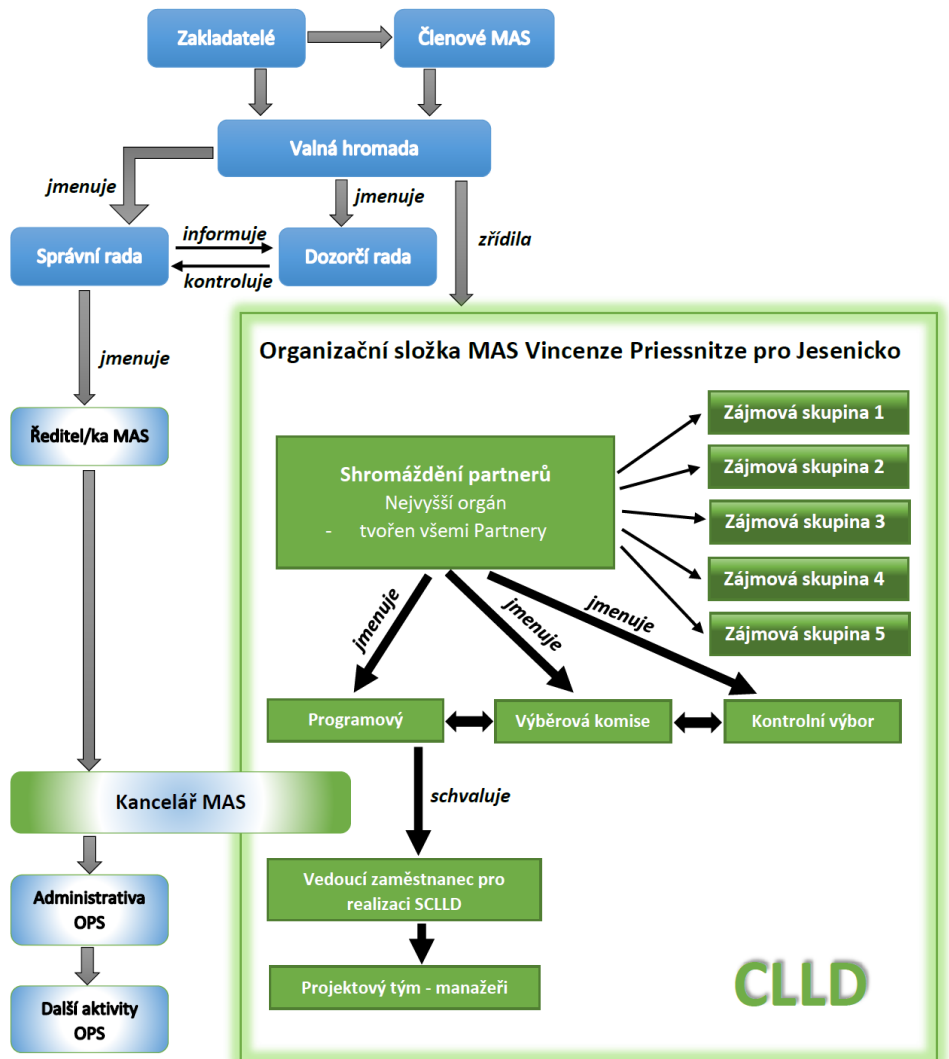 Zakladatelé
Členové MAS
Valná hromada
jmenuje
jmenuje
zřídila
Správní rada
informuje
kontroluje
Dozorčí rada
jmenuje
Ředitel/ka MAS
Organizační složka MAS Vincenze Priessnitze pro Jesenicko
Shromáždění partnerů
Nejvyšší orgán
- tvořen všemi Partnery
Zájmová skupina 1
Zájmová skupina 2
Zájmová skupina 3
Zájmová skupina 4
Zájmová skupina 5
jmenuje
jmenuje
jmenuje
Programový
Výběrová komise
Kontrolní výbor
Kancelář MAS
schvaluje
Administrativa
OPS
Vedoucí zaměstnanec pro
realizaci SCLLD
Další aktivity
OPS
Projektový tým - manažeři
CLLD